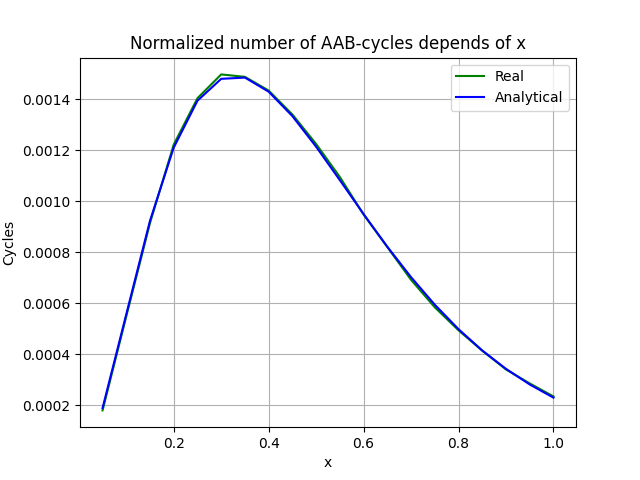 Normalized number of AAB-cycles depends of x
Real
Analytical
0.0014
0.0012
0.0010
0.0008
0.0006
0.0004
0.0002
Cycles
0.2 0.4 0.6 0.8 1.0
x